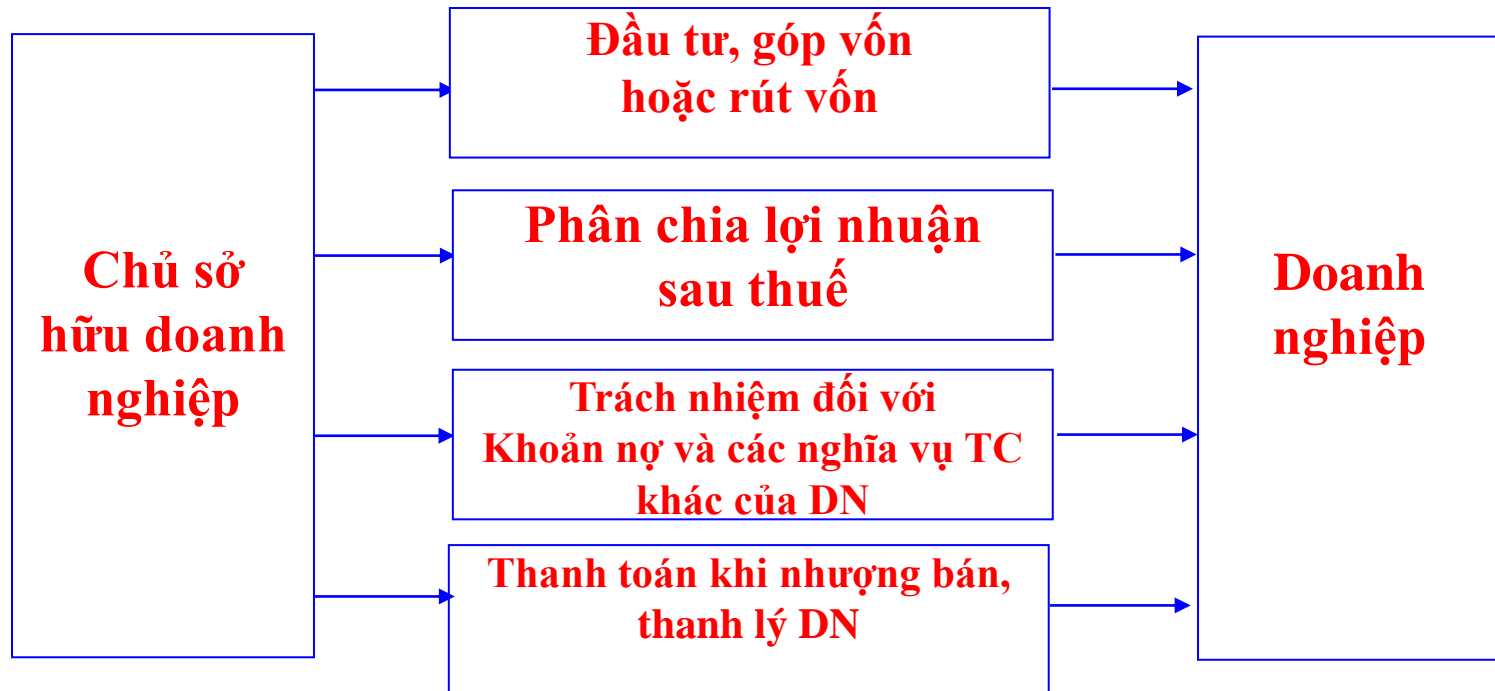 Chủ sở
hữu doanh
nghiệp
Đầu tư, góp vốn
hoặc rút vốn
Phân chia lợi nhuận
sau thuế
Trách nhiệm đối với
Khoản nợ và các nghĩa vụ TC
khác của DN
Thanh toán khi nhượng bán,
thanh lý DN
Doanh
nghiệp